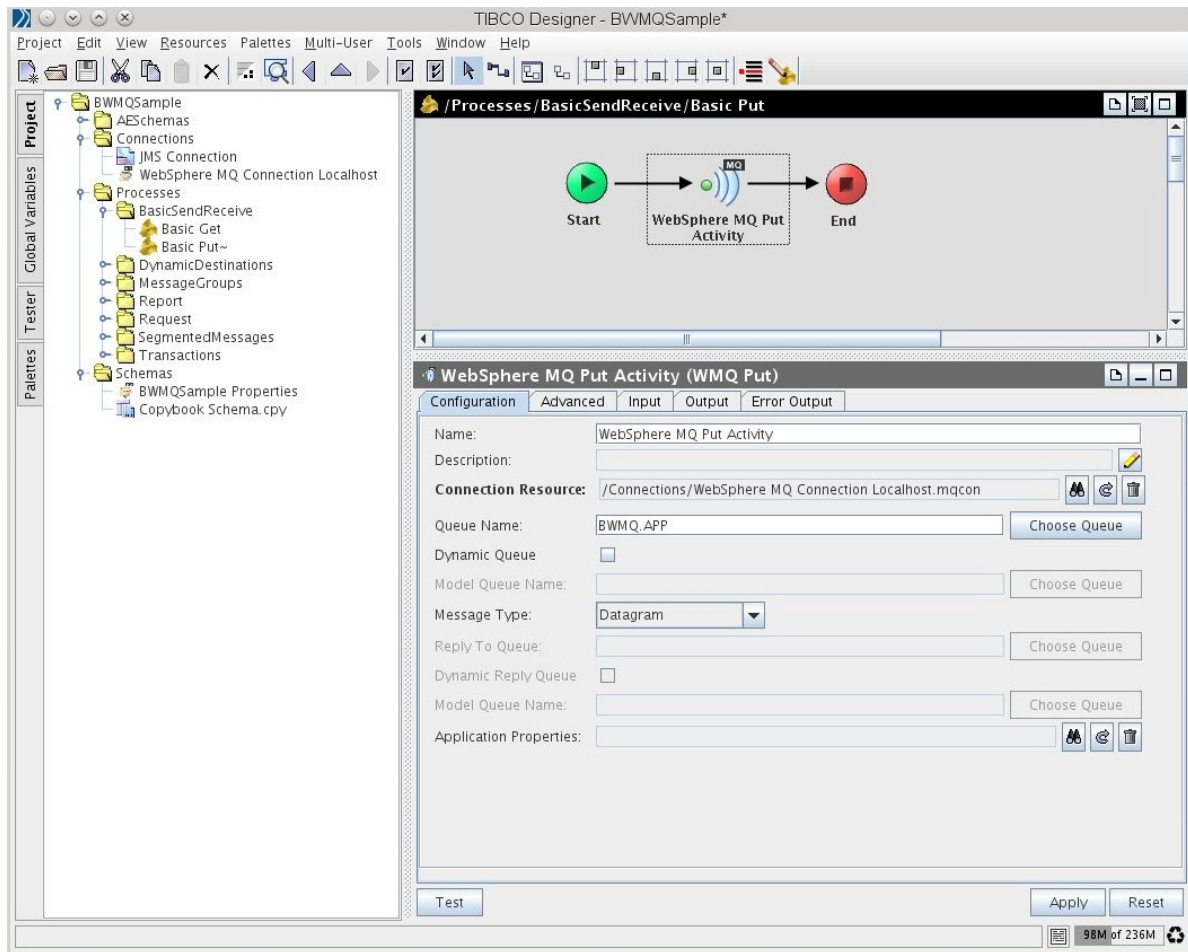 TIBCO Designer - BWMQSample*
Project Edit View Resources Palettes Multi-User Tools Window Help
Project
Global Variables
Tester
Palettes
BWMQSample
AESchemas
Connections
JMS Connection
WebSphere MQ Connection Localhost
Processes
BasicSendReceive
Basic Get
Basic Put~
DynamicDestinations
MessageGroups
Report
Request
SegmentedMessages
Transactions
Schemas
BWMQSample Properties
Copybook Schema.cpy
/Processes/BasicSendReceive/Basic Put
MQ
Start
WebSphere MQ Put
Activity
End
WebSphere MQ Put Activity (WMQ Put)
Configuration Advanced Input Output Error Output
Name: WebSphere MQ Put Activity
Description:
Connection Resource: /Connections/WebSphere MQ Connection Localhost.mqcon
Queue Name: BWMQ.APP Choose Queue
Dynamic Queue
Model Queue Name: Choose Queue
Message Type: Datagram
Reply To Queue: Choose Queue
Dynamic Reply Queue
Model Queue Name: Choose Queue
Application Properties:
Test Apply Reset
98M of 236M